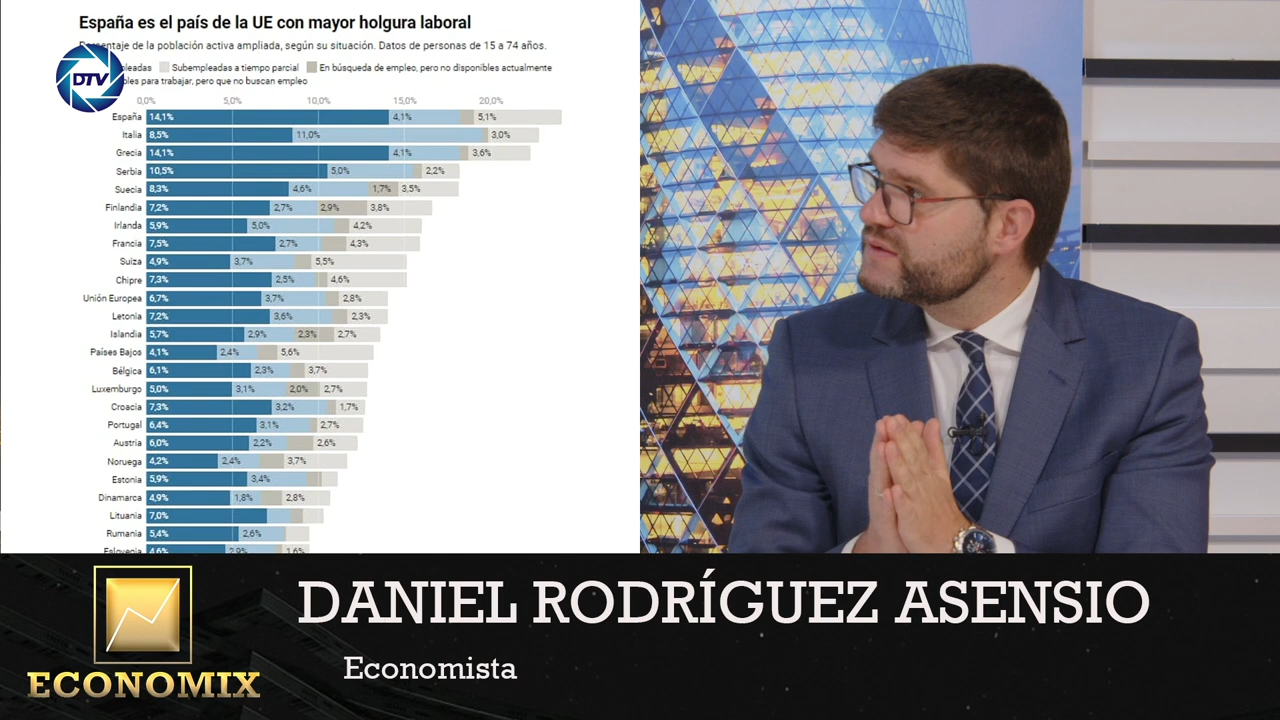 España es el país de la UE con mayor holgura laboral
de la población activa ampliada, según su situación. Datos de personas de 15 a 74 años.
DTV
Subempleadas a tiempo parcial
En búsqueda de empleo, pero no disponibles actualmente
para trabajar, pero que no buscan empleo
0,0% 5,0% 10,0% 15,0% 20,0%
España 14,1% 4,1% 5,1%
Italia 8,5% 11,0% 3,0%
Grecia 14,1% 4,1% 3,6%
Serbia 10,5% 5,0% 2,2%
Suecia 8,3% 4,6% 1,7% 3,5%
Finlandia 7,2% 2,7% 2,9% 3,8%
Irlanda 5,9% 5,0% 4,2%
Francia 7,5% 2,7% 4,3%
Suiza 4,9% 3,7% 5,5%
Chipre 7,3% 2,5% 4,6%
Unión Europea 6,7% 3,7% 2,8%
Letonia 7,2% 3,6% 2,3%
Islandia 5,7% 2,9% 2,3% 2,7%
Países Bajos 4,1% 2,4% 5,6%
Bélgica 6,1% 2,3% 3,7%
Luxemburgo 5,0% 3,1% 2,0% 2,7%
Croacia 7,3% 3,2% 1,7%
Portugal 6,4% 3,1% 2,7%
Austria 6,0% 2,2% 2,6%
Noruega 4,2% 2,4% 3,7%
Estonia 5,9% 3,4%
Dinamarca 4,9% 1,8% 2,8%
Lituania 7,0%
Rumania 5,4% 2,6%
Eslovenia 4,6% 2,9% 1,6%
DANIEL RODRÍGUEZ ASENSIO
Economista
ECONOMIX